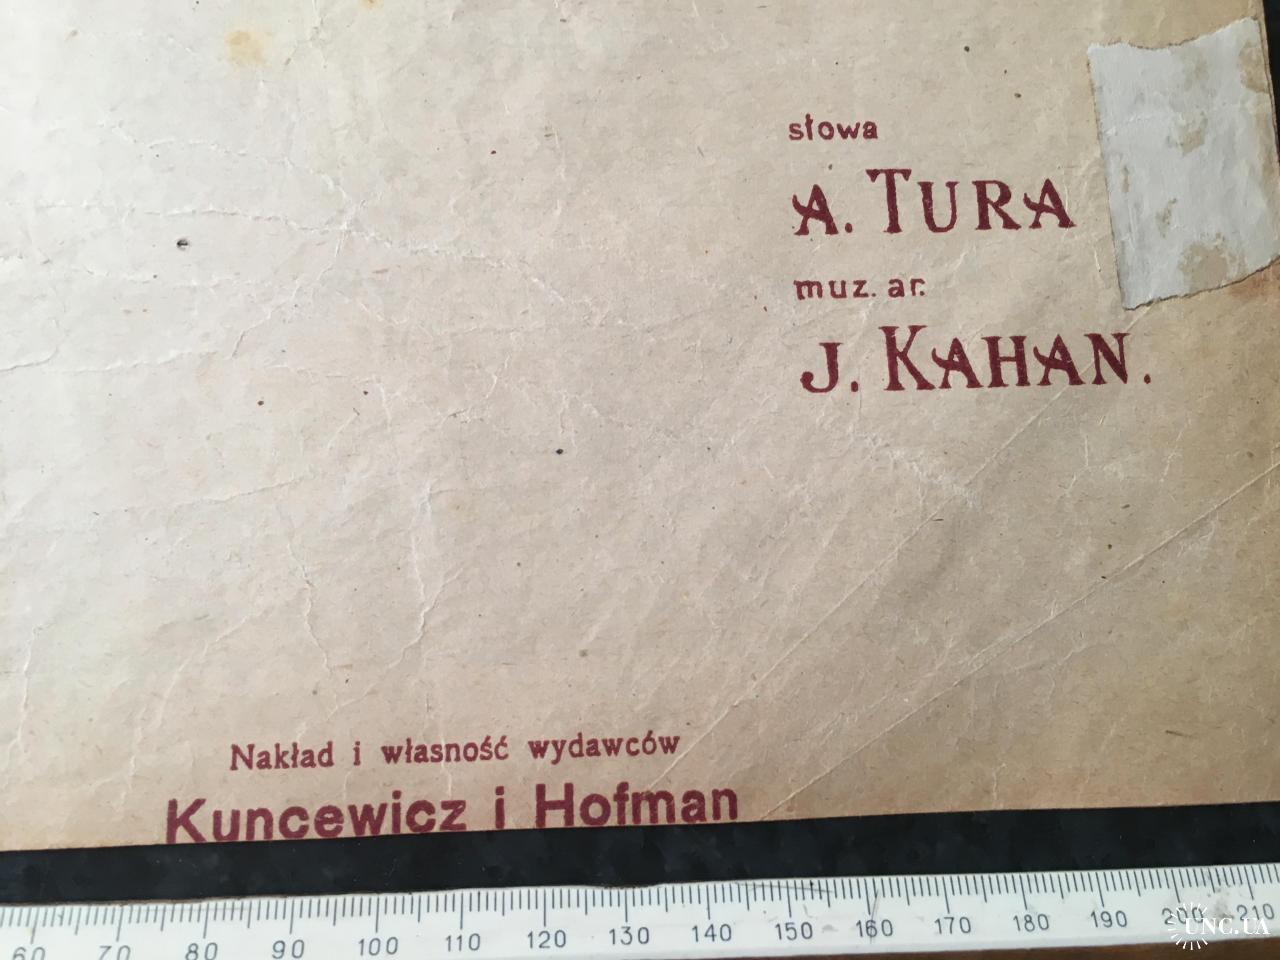 słowa
A. TURA
muz. ar.
J. KAHAN.
Nakład i własność wydawców
Kuncewicz i Hofman
60 70 80 90 100 110 120 130 140 150 160 170 180 190 200 210
UNC.UA